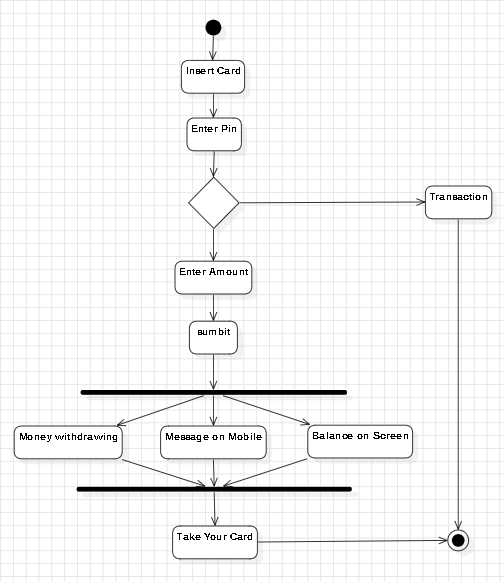 Insert Card
Enter Pin
Transaction
Enter Amount
sumbit
Money withdrawing
Message on Mobile
Balance on Screen
Take Your Card